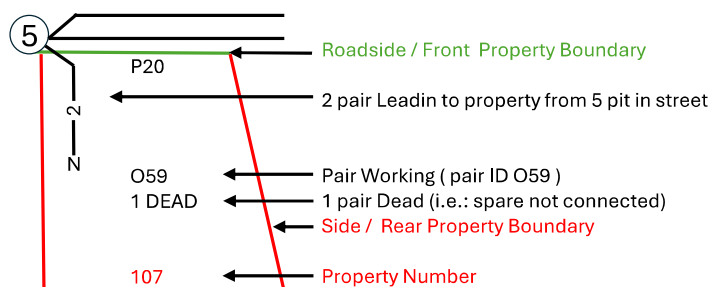 5
Roadside / Front Property Boundary
P20
2 pair Leadin to property from 5 pit in street
2
N
O59
Pair Working ( pair ID O59 )
1 DEAD
1 pair Dead (i.e.: spare not connected)
Side / Rear Property Boundary
107
Property Number